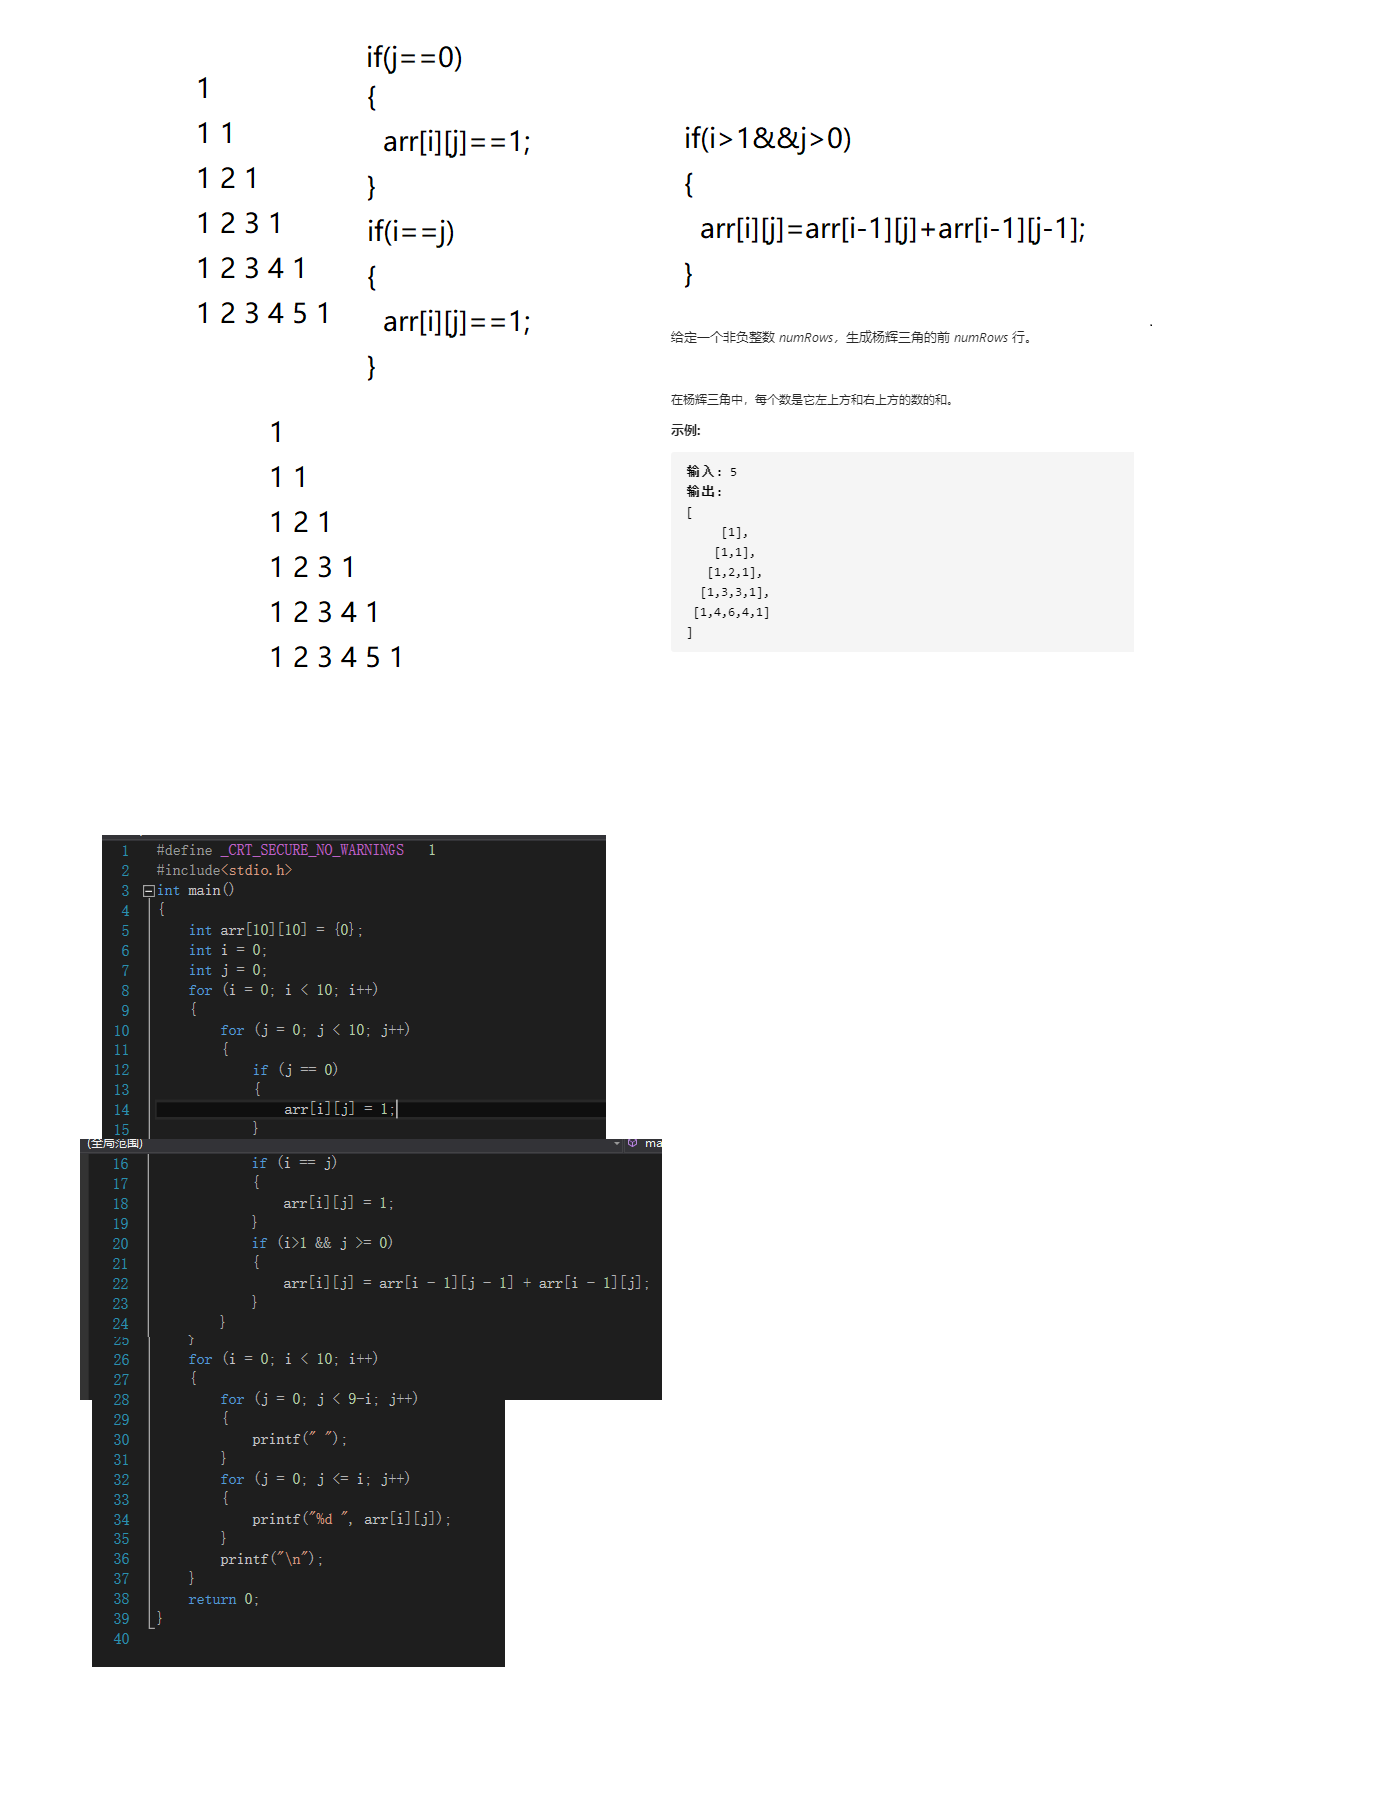 1
1 1
1 2 1
1 2 3 1
1 2 3 4 1
1 2 3 4 5 1
if(j==0)
{
arr[i][j]==1;
}
if(i==j)
{
arr[i][j]==1;
}
if(i>1&&j>0)
{
arr[i][j]=arr[i-1][j]+arr[i-1][j-1];
}
1
1 1
1 2 1
1 2 3 1
1 2 3 4 1
1 2 3 4 5 1
给定一个非负整数 numRows，生成杨辉三角的前 numRows 行。
在杨辉三角中，每个数是它左上方和右上方的数的和。
示例:
输入: 5
输出:
[
[1],
[1,1],
[1,2,1],
[1,3,3,1],
[1,4,6,4,1]
]
1 #define _CRT_SECURE_NO_WARNINGS 1
2 #include<stdio.h>
3 int main()
4 {
5 int arr[10][10] = {0};
6 int i = 0;
7 int j = 0;
8 for (i = 0; i < 10; i++)
9 {
10 for (j = 0; j < 10; j++)
11 {
12 if (j == 0)
13 {
14 arr[i][j] = 1;
15 }
(全局范围) ma
16 if (i == j)
17 {
18 arr[i][j] = 1;
19 }
20 if (i>1 && j >= 0)
21 {
22 arr[i][j] = arr[i - 1][j - 1] + arr[i - 1][j];
23 }
24 }
25 }
26 for (i = 0; i < 10; i++)
27 {
28 for (j = 0; j < 9-i; j++)
29 {
30 printf(" ");
31 }
32 for (j = 0; j <= i; j++)
33 {
34 printf("%d ", arr[i][j]);
35 }
36 printf("\n");
37 }
38 return 0;
39 }
40